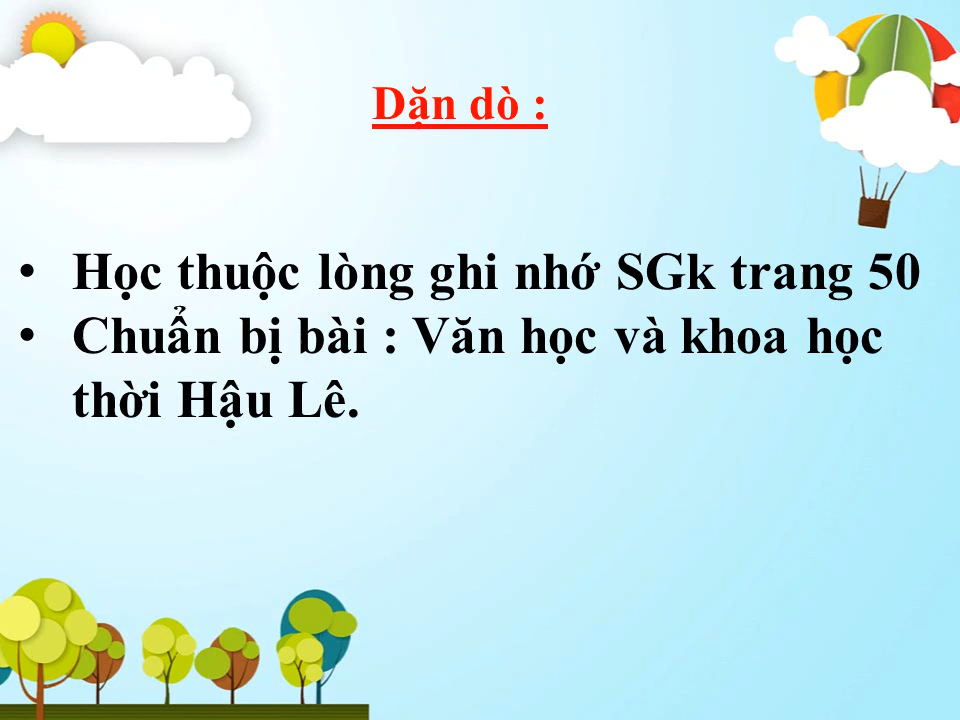 Dặn dò :
• Học thuộc lòng ghi nhớ SGk trang 50
• Chuẩn bị bài : Văn học và khoa học
thời Hậu Lê.